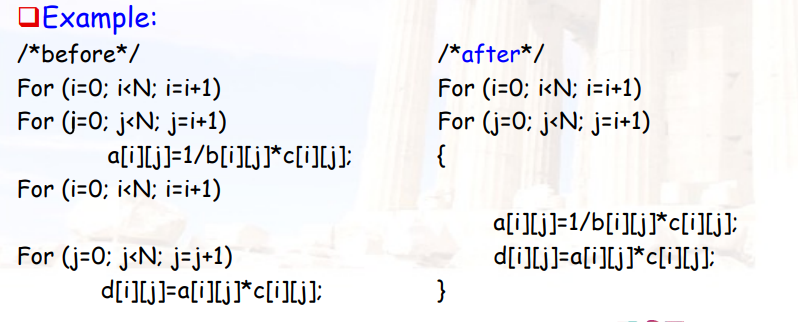 Example:
/*before*/
For (i=0; i<N; i=i+1)
For (j=0; j<N; j=i+1)
a[i][j]=1/b[i][j]*c[i][j];
For (i=0; i<N; i=i+1)
For (j=0; j<N; j=j+1)
d[i][j]=a[i][j]*c[i][j];
/*after*/
For (i=0; i<N; i=i+1)
For (j=0; j<N; j=i+1)
{
a[i][j]=1/b[i][j]*c[i][j];
d[i][j]=a[i][j]*c[i][j];
}